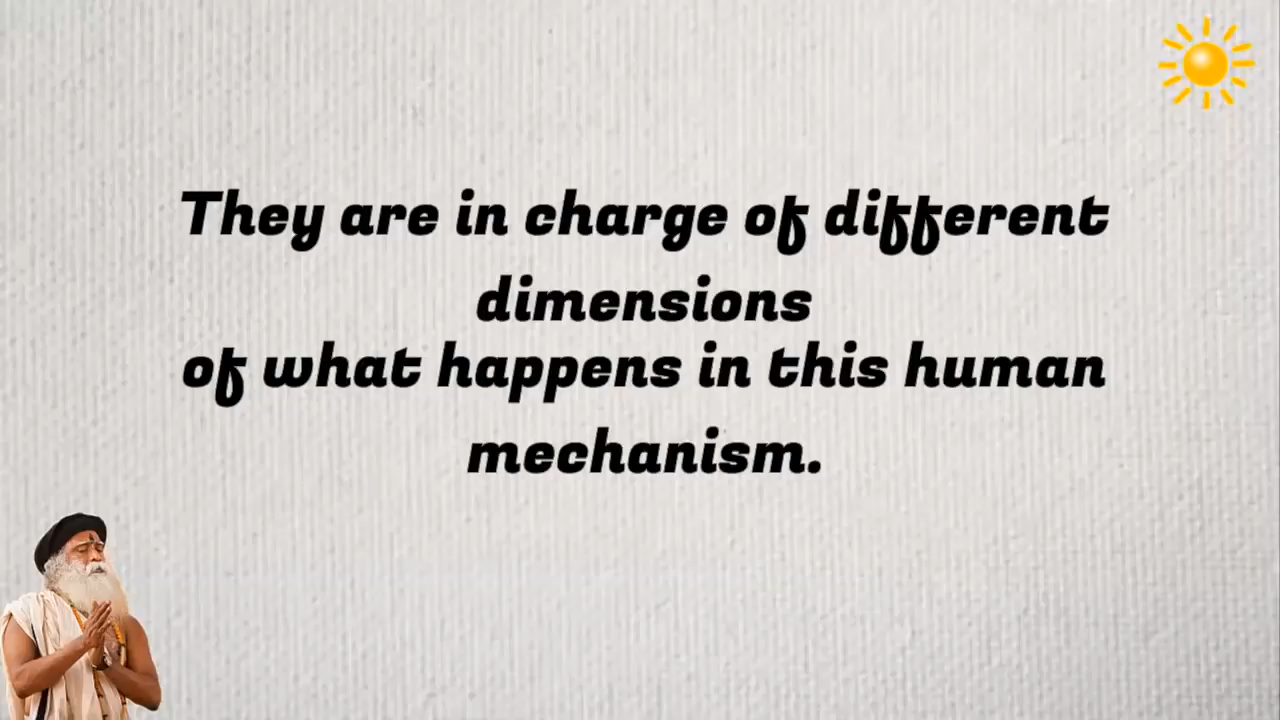 They are in charge of different
dimensions
of what happens in this human
mechanism.